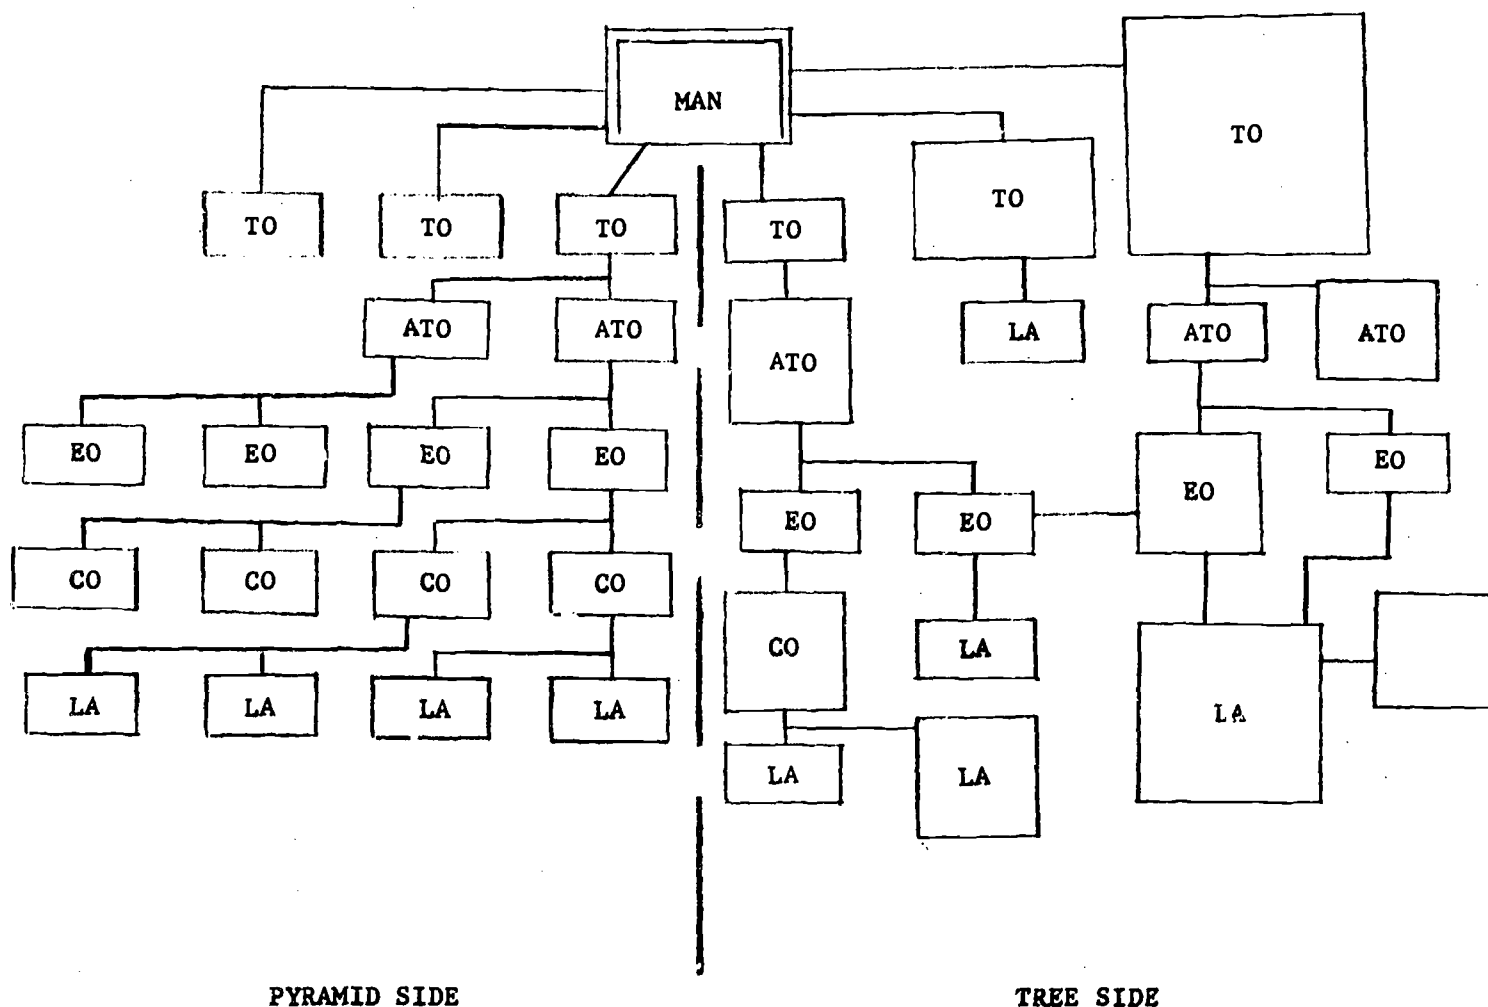 MAN
TO
TO TO TO TO TO
ATO ATO ATO LA ATO ATO
EO EO EO EO EO EO EO EO
CO CO CO CO CO LA
LA LA LA LA LA LA LA
PYRAMID SIDE TREE SIDE